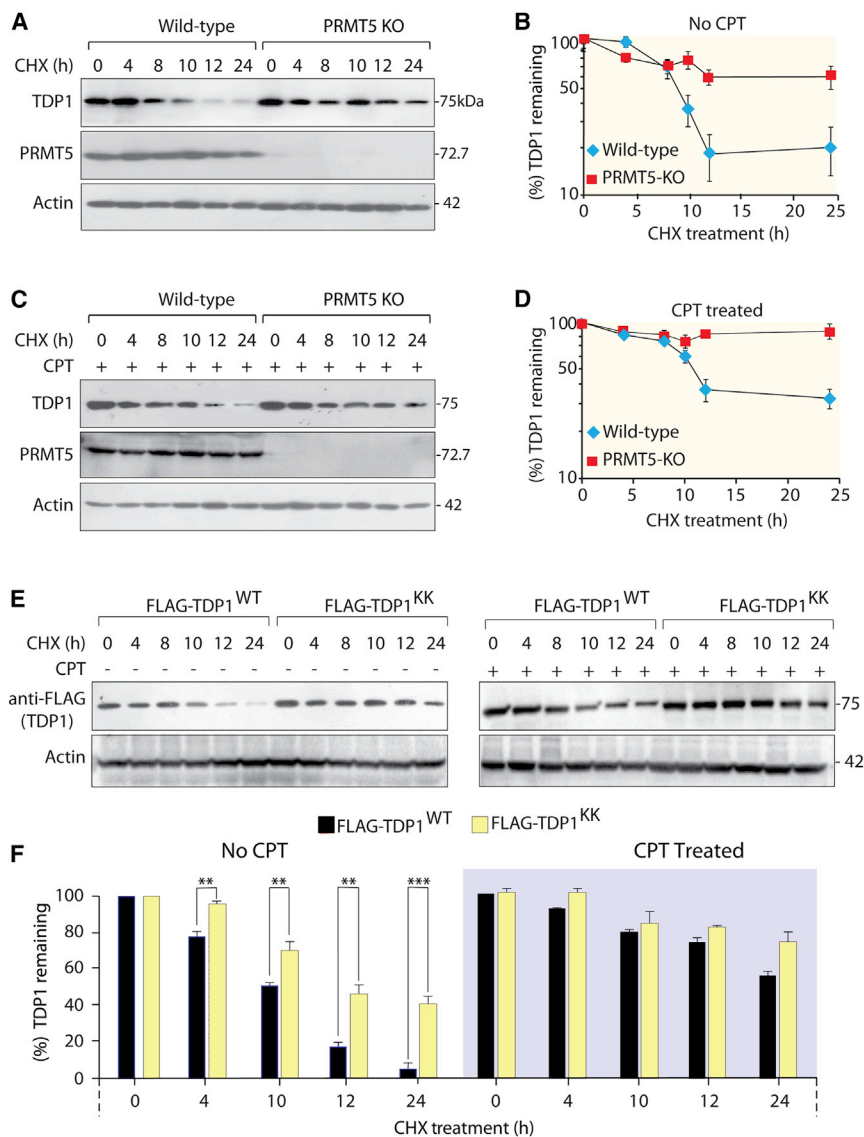 A
Wild-type PRMT5 KO
CHX (h) 0 4 8 10 12 24 0 4 8 10 12 24
TDP1 -75kDa
PRMT5 -72.7
Actin - 42
B
No CPT
(%) TDP1 remaining
100
50
10
Wild-type
PRMT5-KO
0 5 10 15 20 25
CHX treatment (h)
C
Wild-type PRMT5 KO
CHX (h) 0 4 8 10 12 24 0 4 8 10 12 24
CPT + + + + + + + + + + + +
TDP1 -75
PRMT5 -72.7
Actin - 42
D
CPT treated
(%) TDP1 remaining
100
50
10
Wild-type
PRMT5-KO
0 5 10 15 20 25
CHX treatment (h)
E
FLAG-TDP1WT FLAG-TDP1KK FLAG-TDP1WT FLAG-TDP1KK
CHX (h) 0 4 8 10 12 24 0 4 8 10 12 24 0 4 8 10 12 24 0 4 8 10 12 24
CPT - - - - - - - - - - - - + + + + + + + + + + + +
anti-FLAG
(TDP1) -75
Actin - 42
FLAG-TDP1WT FLAG-TDP1KK
F
No CPT CPT Treated
(%) TDP1 remaining
100
80
60
40
20
0
** ** ** ***
0 4 10 12 24 0 4 10 12 24
CHX treatment (h)